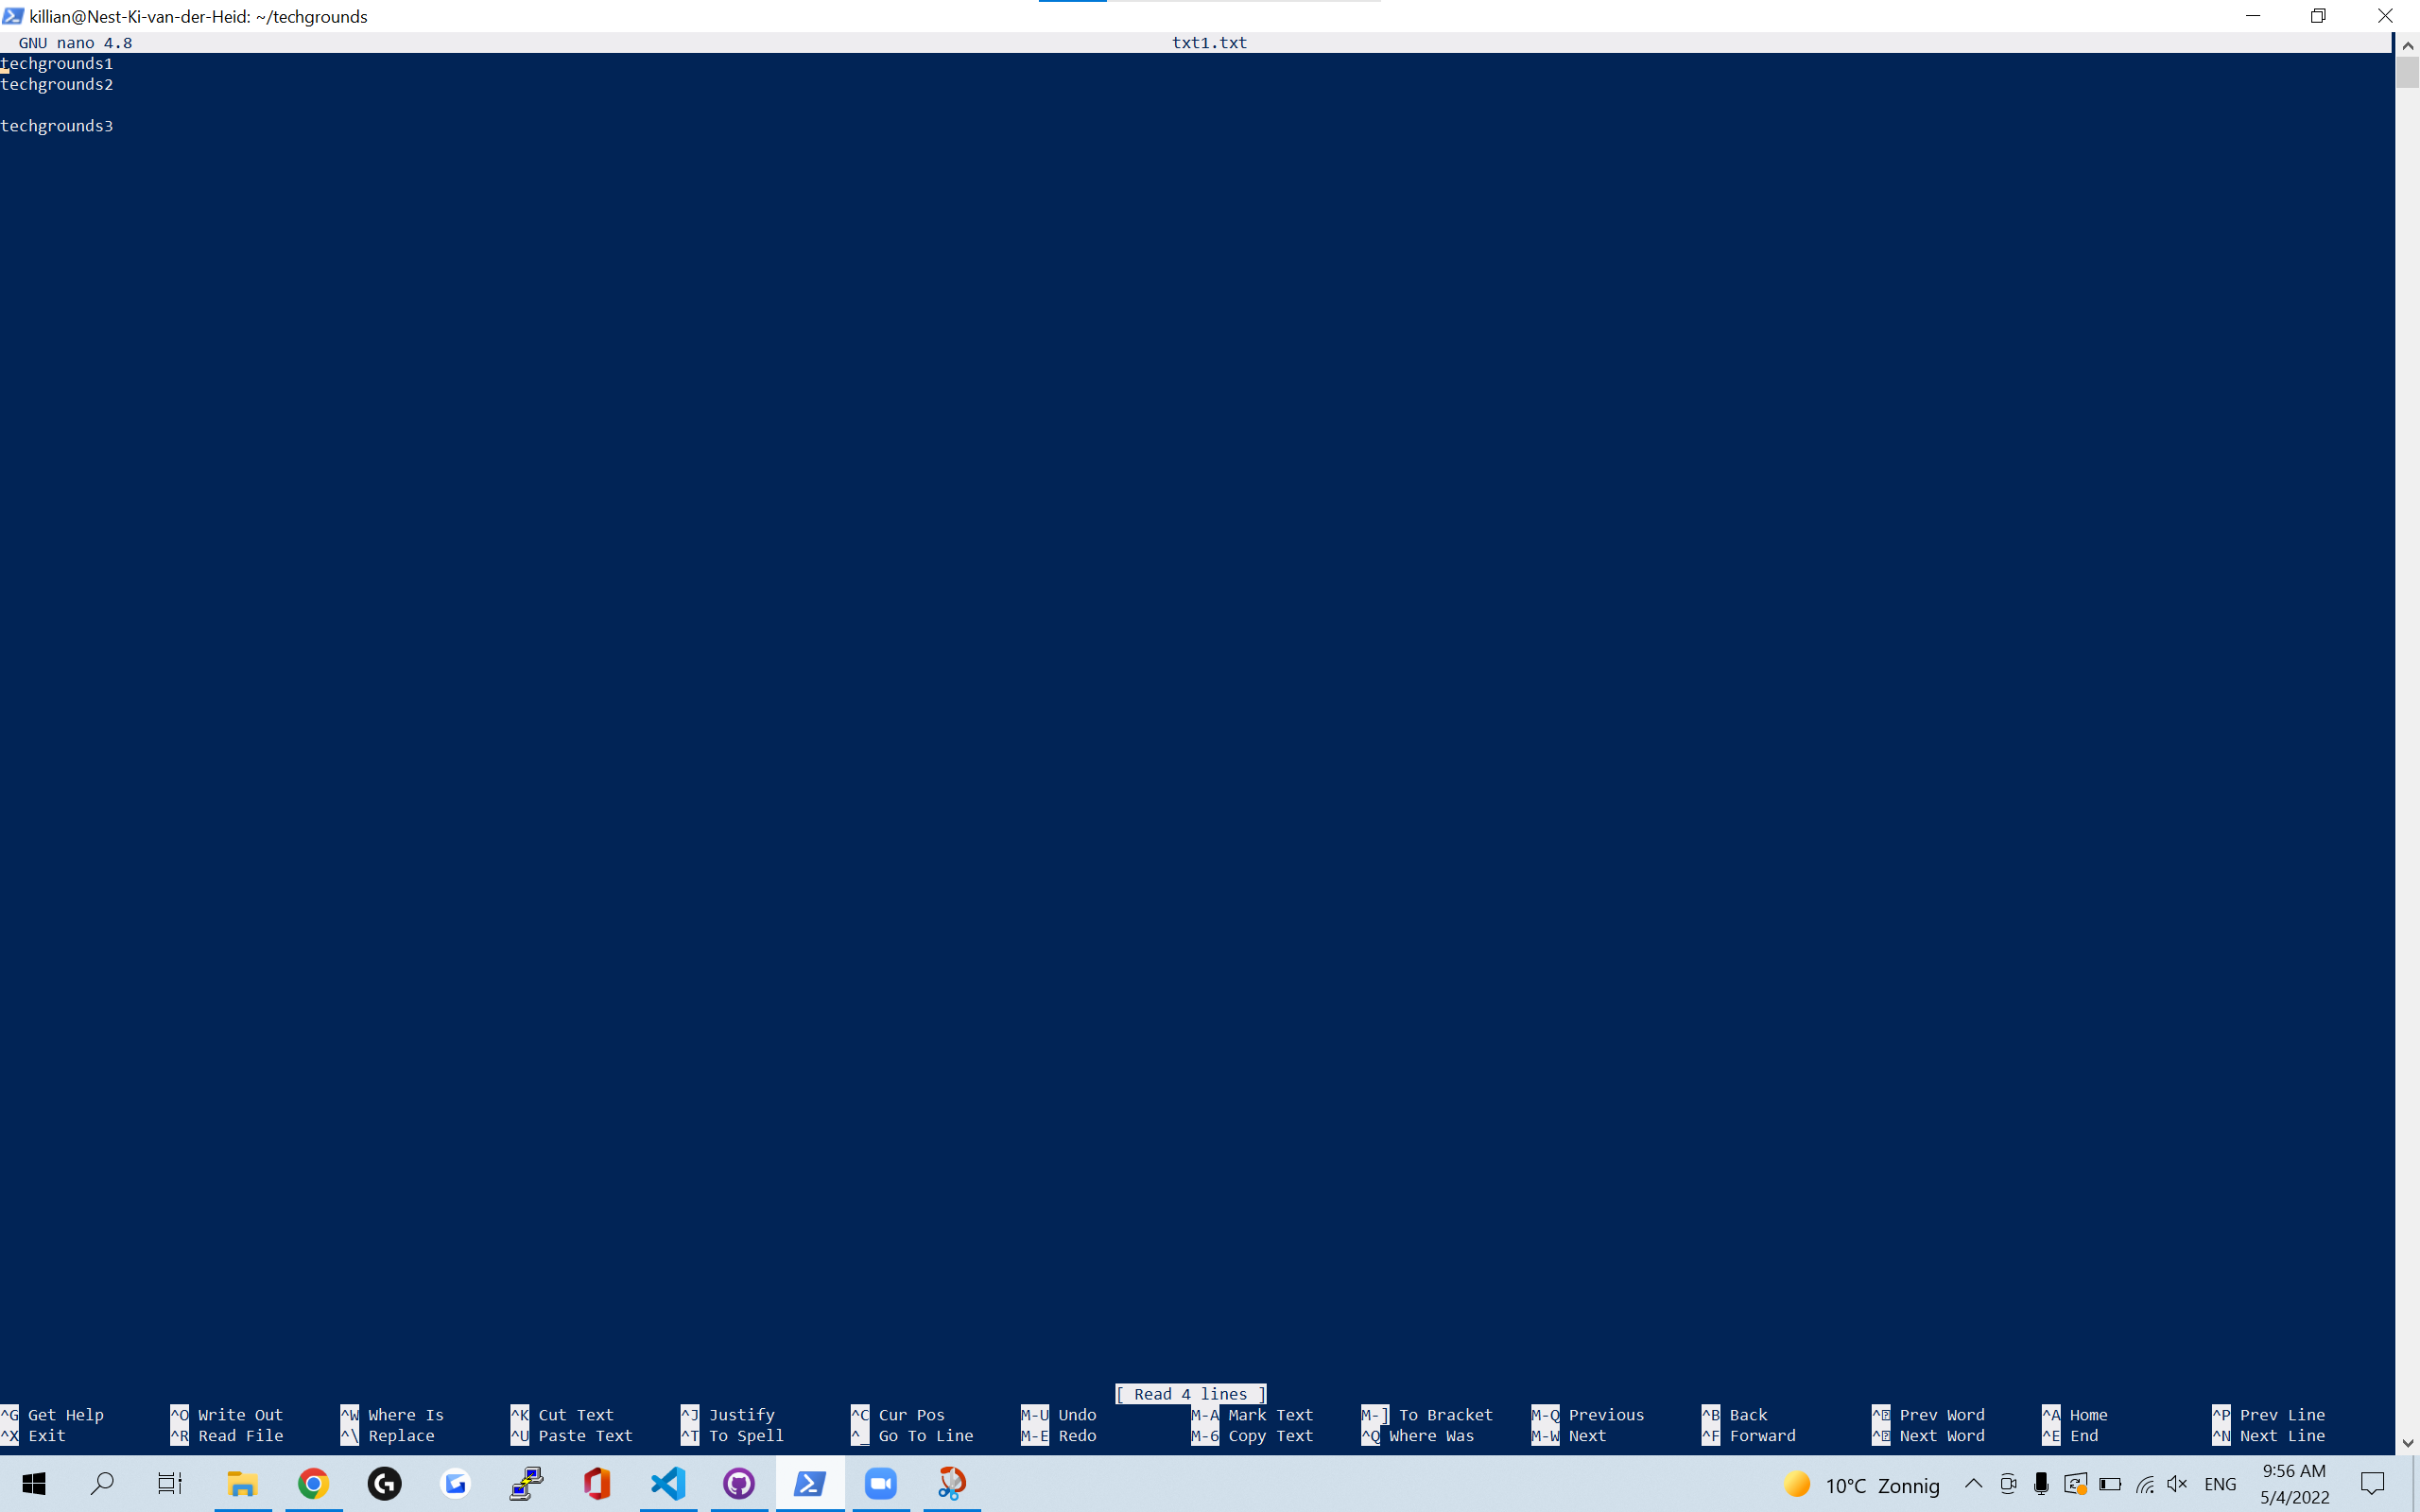 killian@Nest-Ki-van-der-Heid: ~/techgrounds
GNU nano 4.8 txt1.txt
techgrounds1
techgrounds2
techgrounds3
[ Read 4 lines ]
^G Get Help ^O Write Out ^W Where Is ^K Cut Text ^J Justify ^C Cur Pos M-U Undo M-A Mark Text M-] To Bracket M-Q Previous ^B Back ^ Prev Word ^A Home ^P Prev Line
^X Exit ^R Read File ^\ Replace ^U Paste Text ^T To Spell ^_ Go To Line M-E Redo M-6 Copy Text ^Q Where Was M-W Next ^F Forward ^ Next Word ^E End ^N Next Line
10°C Zonnig ENG 9:56 AM
5/4/2022